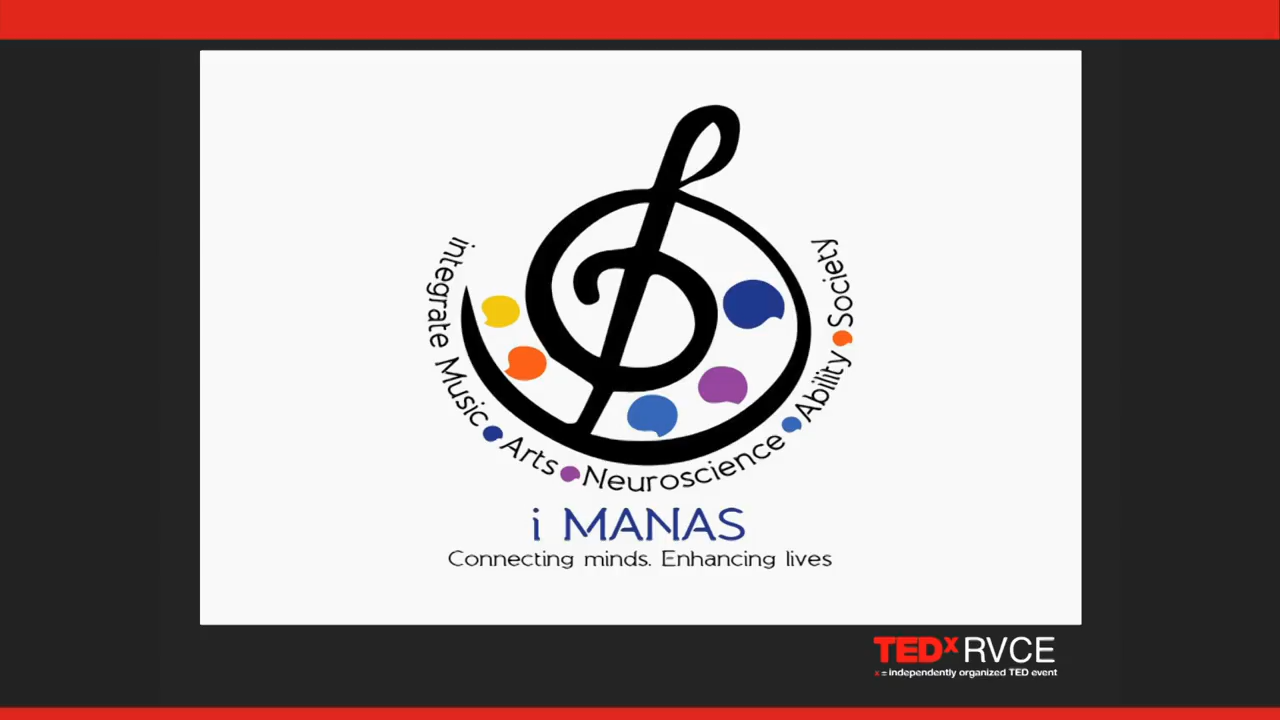 integrate Music Arts Neuroscience Ability Society
i MANAS
Connecting minds. Enhancing lives
TEDx RVCE
x = independently organized TED event